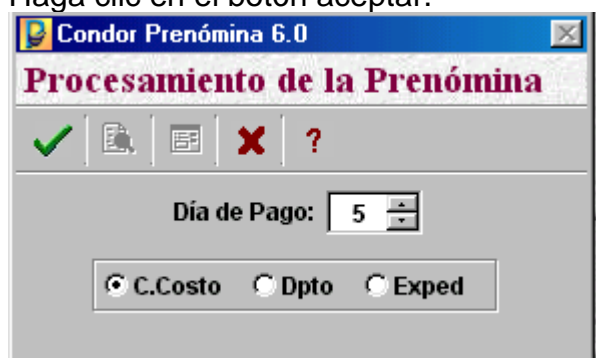 Haga clic en el botón aceptar.
Condor Prenómina 6.0
Procesamiento de la Prenómina
?
Día de Pago: 5
C.Costo Dpto Exped